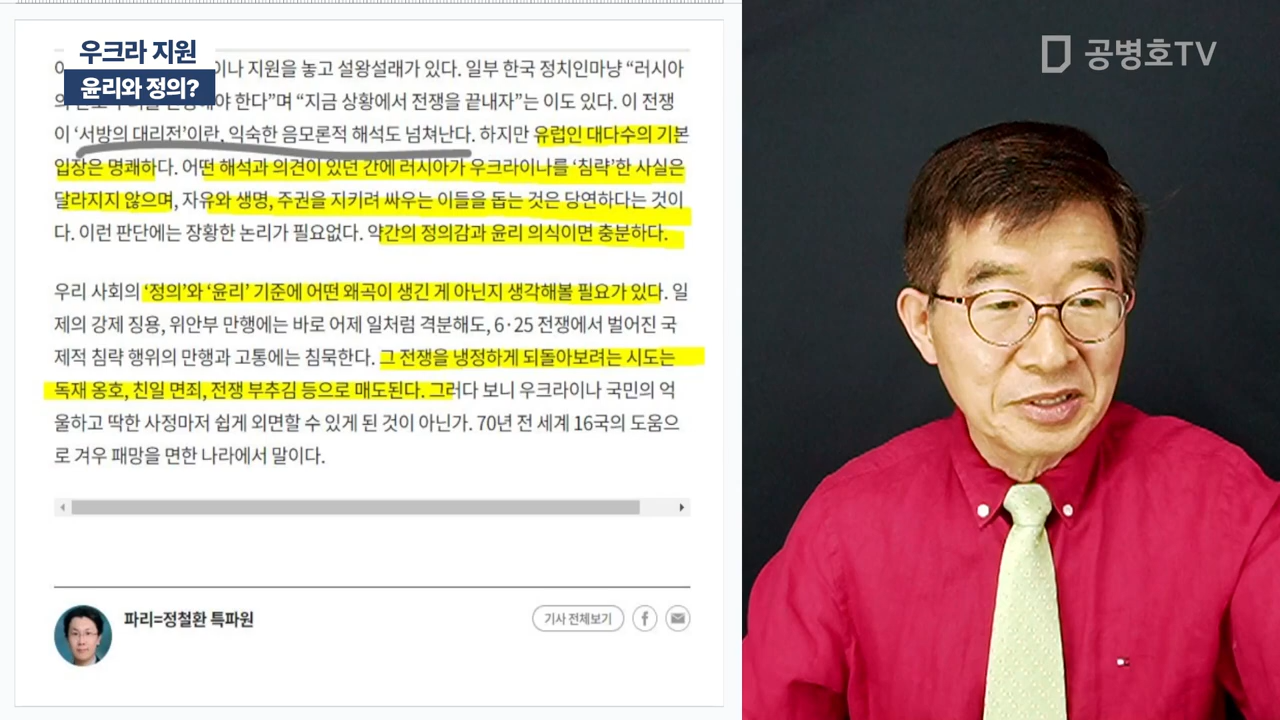 우크라 지원
윤리와 정의?
이나 지원을 놓고 설왕설래가 있다. 일부 한국 정치인마냥 “러시아
해야 한다”며 “지금 상황에서 전쟁을 끝내자”는 이도 있다. 이 전쟁
이 ‘서방의 대리전’이란, 익숙한 음모론적 해석도 넘쳐난다. 하지만 유럽인 대다수의 기본
입장은 명쾌하다. 어떤 해석과 의견이 있던 간에 러시아가 우크라이나를 ‘침략’한 사실은
달라지지 않으며, 자유와 생명, 주권을 지키려 싸우는 이들을 돕는 것은 당연하다는 것이
다. 이런 판단에는 장황한 논리가 필요없다. 약간의 정의감과 윤리 의식이면 충분하다.
우리 사회의 ‘정의’와 ‘윤리’ 기준에 어떤 왜곡이 생긴 게 아닌지 생각해볼 필요가 있다. 일
제의 강제 징용, 위안부 만행에는 바로 어제 일처럼 격분해도, 6·25 전쟁에서 벌어진 국
제적 침략 행위의 만행과 고통에는 침묵한다. 그 전쟁을 냉정하게 되돌아보려는 시도는
독재 옹호, 친일 면죄, 전쟁 부추김 등으로 매도된다. 그러다 보니 우크라이나 국민의 억
울하고 딱한 사정마저 쉽게 외면할 수 있게 된 것이 아닌가. 70년 전 세계 16국의 도움으
로 겨우 패망을 면한 나라에서 말이다.
파리=정철환 특파원
기사 전체보기
공병호TV